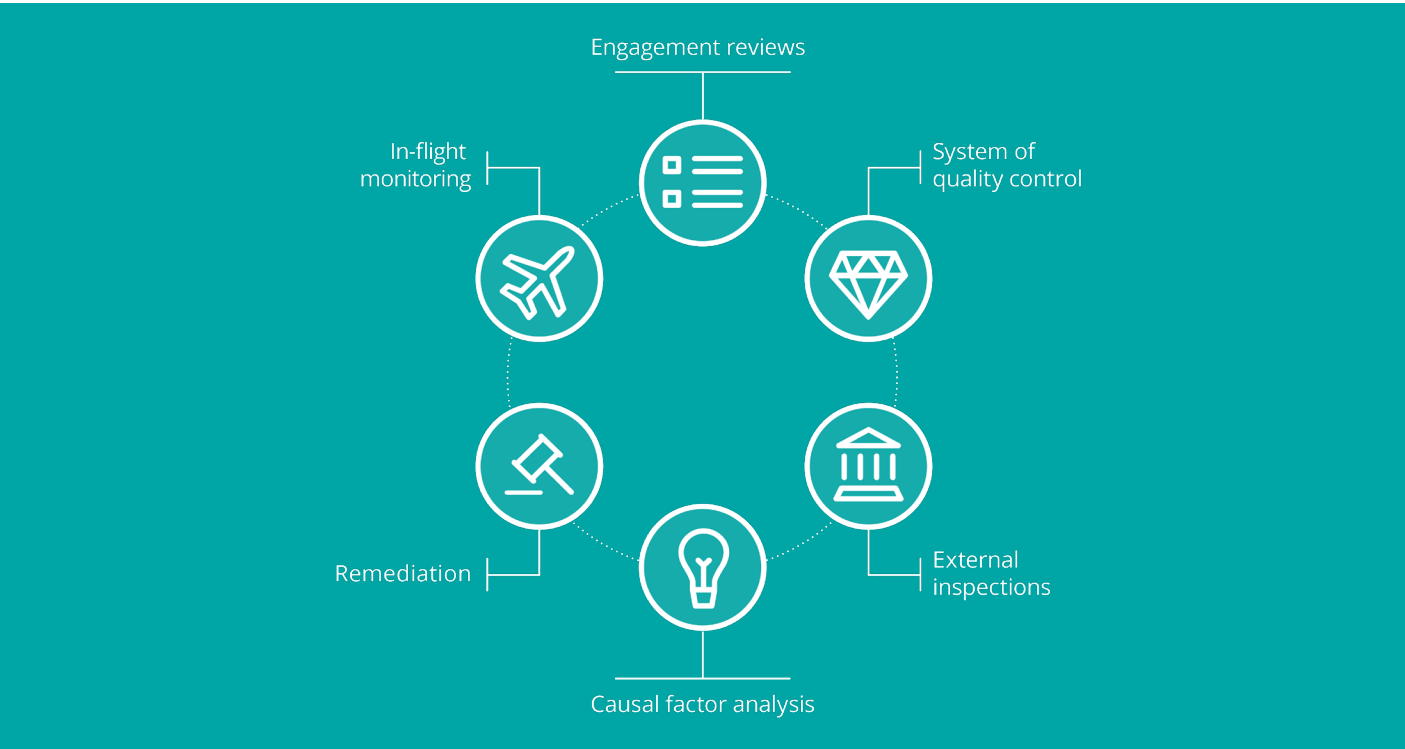 Engagement reviews
In-flight
monitoring
System of
quality control
Remediation
External
inspections
Causal factor analysis